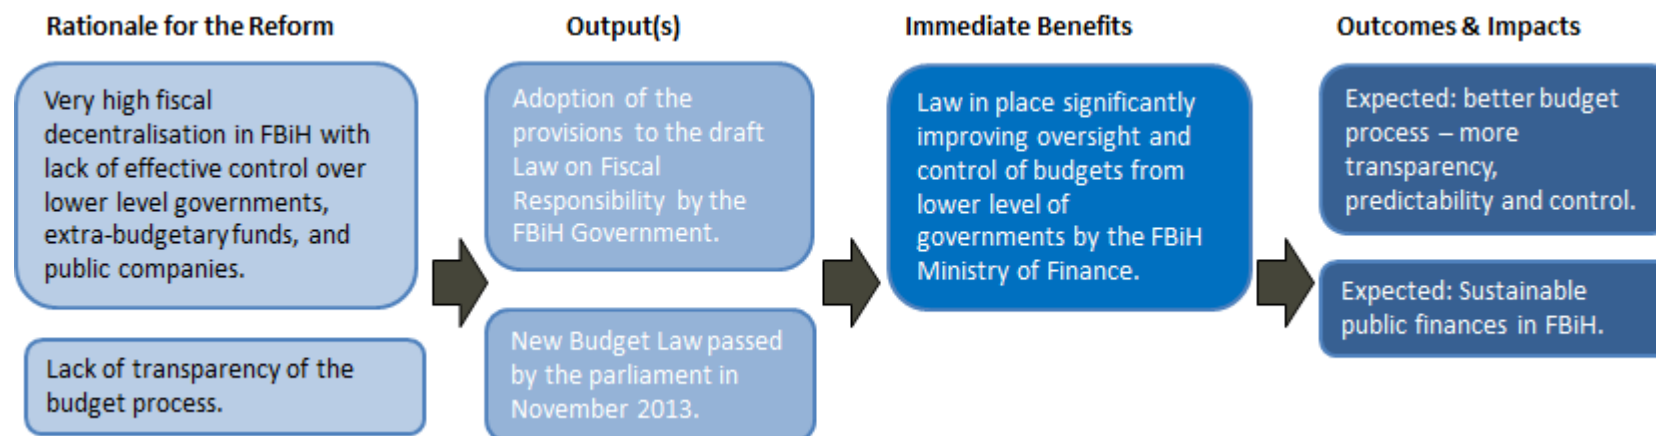 Rationale for the Reform
Very high fiscal
decentralisation in FBiH with
lack of effective control over
lower level governments,
extra-budgetary funds, and
public companies.
Lack of transparency of the
budget process.
Output(s)
Adoption of the
provisions to the draft
Law on Fiscal
Responsibility by the
FBiH Government.
New Budget Law passed
by the parliament in
November 2013.
Immediate Benefits
Law in place significantly
improving oversight and
control of budgets from
lower level of
governments by the FBiH
Ministry of Finance.
Outcomes & Impacts
Expected: better budget
process – more
transparency,
predictability and control.
Expected: Sustainable
public finances in FBiH.